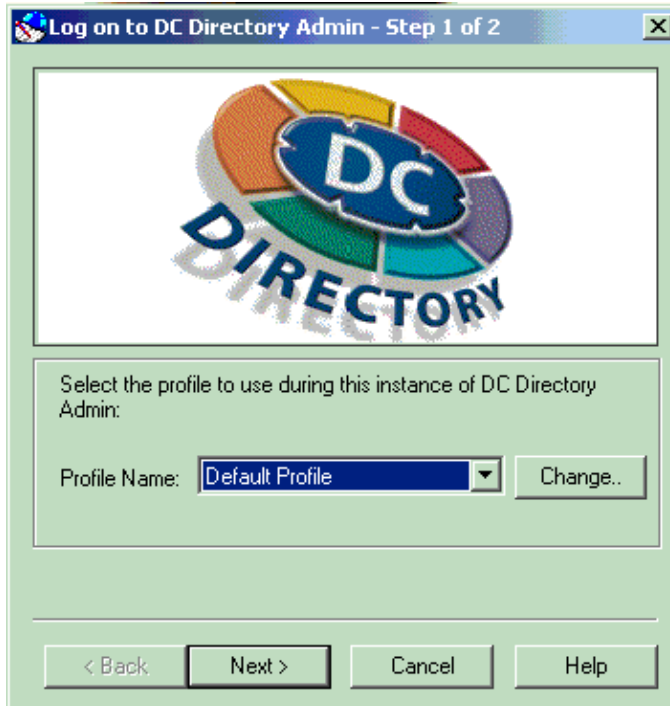 Log on to DC Directory Admin - Step 1 of 2
DC
DIRECTORY
Select the profile to use during this instance of DC Directory
Admin:
Profile Name: Default Profile Change..
< Back Next > Cancel Help